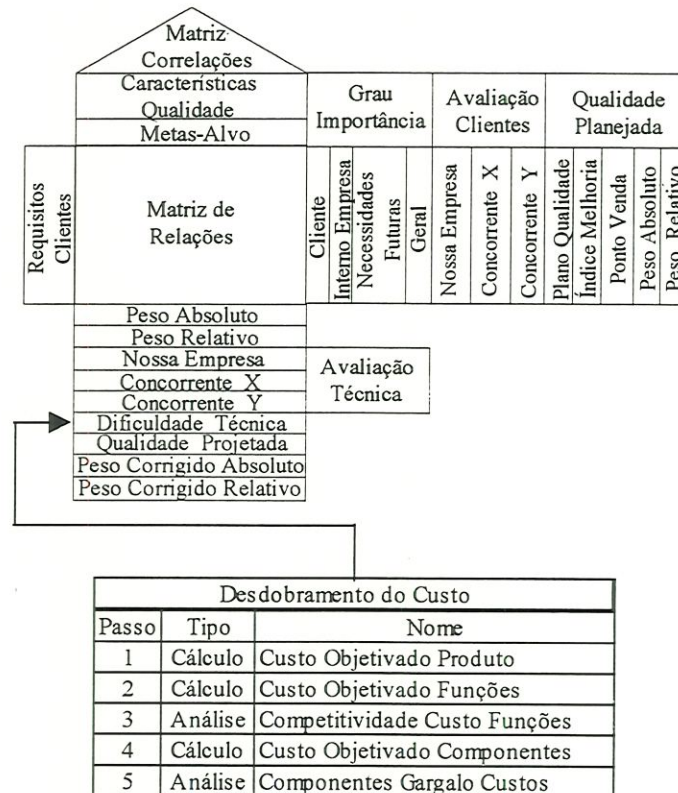 Matriz
Correlações
Características
Qualidade
Metas-Alvo
Grau
Importância
Avaliação
Clientes
Qualidade
Planejada
Requisitos
Clientes
Matriz de
Relações
Cliente
Interno Empresa
Necessidades
Futuras
Geral
Nossa Empresa
Concorrente X
Concorrente Y
Plano Qualidade
Índice Melhoria
Ponto Venda
Peso Absoluto
Peso Relativo
Peso Absoluto
Peso Relativo
Nossa Empresa
Concorrente X
Concorrente Y
Avaliação
Técnica
Dificuldade Técnica
Qualidade Projetada
Peso Corrigido Absoluto
Peso Corrigido Relativo
Desdobramento do Custo
Passo Tipo Nome
1 Cálculo Custo Objetivado Produto
2 Cálculo Custo Objetivado Funções
3 Análise Competitividade Custo Funções
4 Cálculo Custo Objetivado Componentes
5 Análise Componentes Gargalo Custos